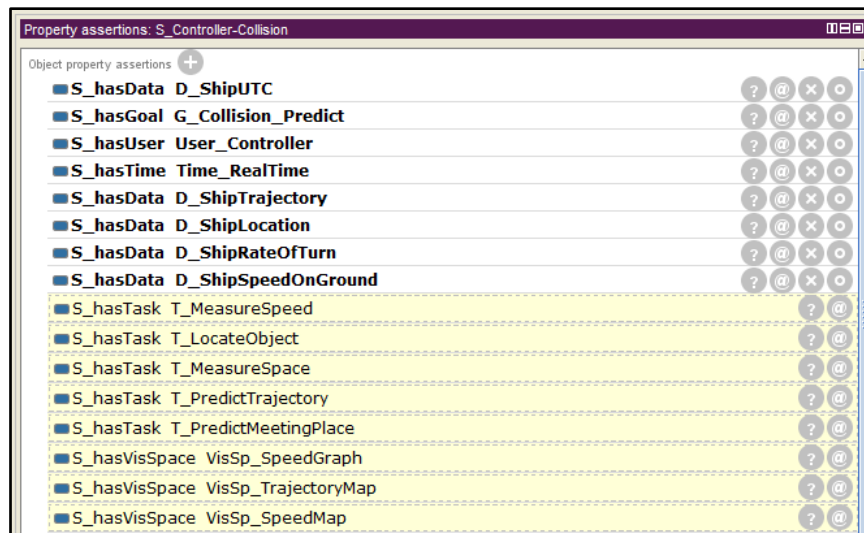 Property assertions: S_Controller-Collision
Object property assertions
S_hasData D_ShipUTC
S_hasGoal G_Collision_Predict
S_hasUser User_Controller
S_hasTime Time_RealTime
S_hasData D_ShipTrajectory
S_hasData D_ShipLocation
S_hasData D_ShipRateOfTurn
S_hasData D_ShipSpeedOnGround
S_hasTask T_MeasureSpeed
S_hasTask T_LocateObject
S_hasTask T_MeasureSpace
S_hasTask T_PredictTrajectory
S_hasTask T_PredictMeetingPlace
S_hasVisSpace VisSp_SpeedGraph
S_hasVisSpace VisSp_TrajectoryMap
S_hasVisSpace VisSp_SpeedMap